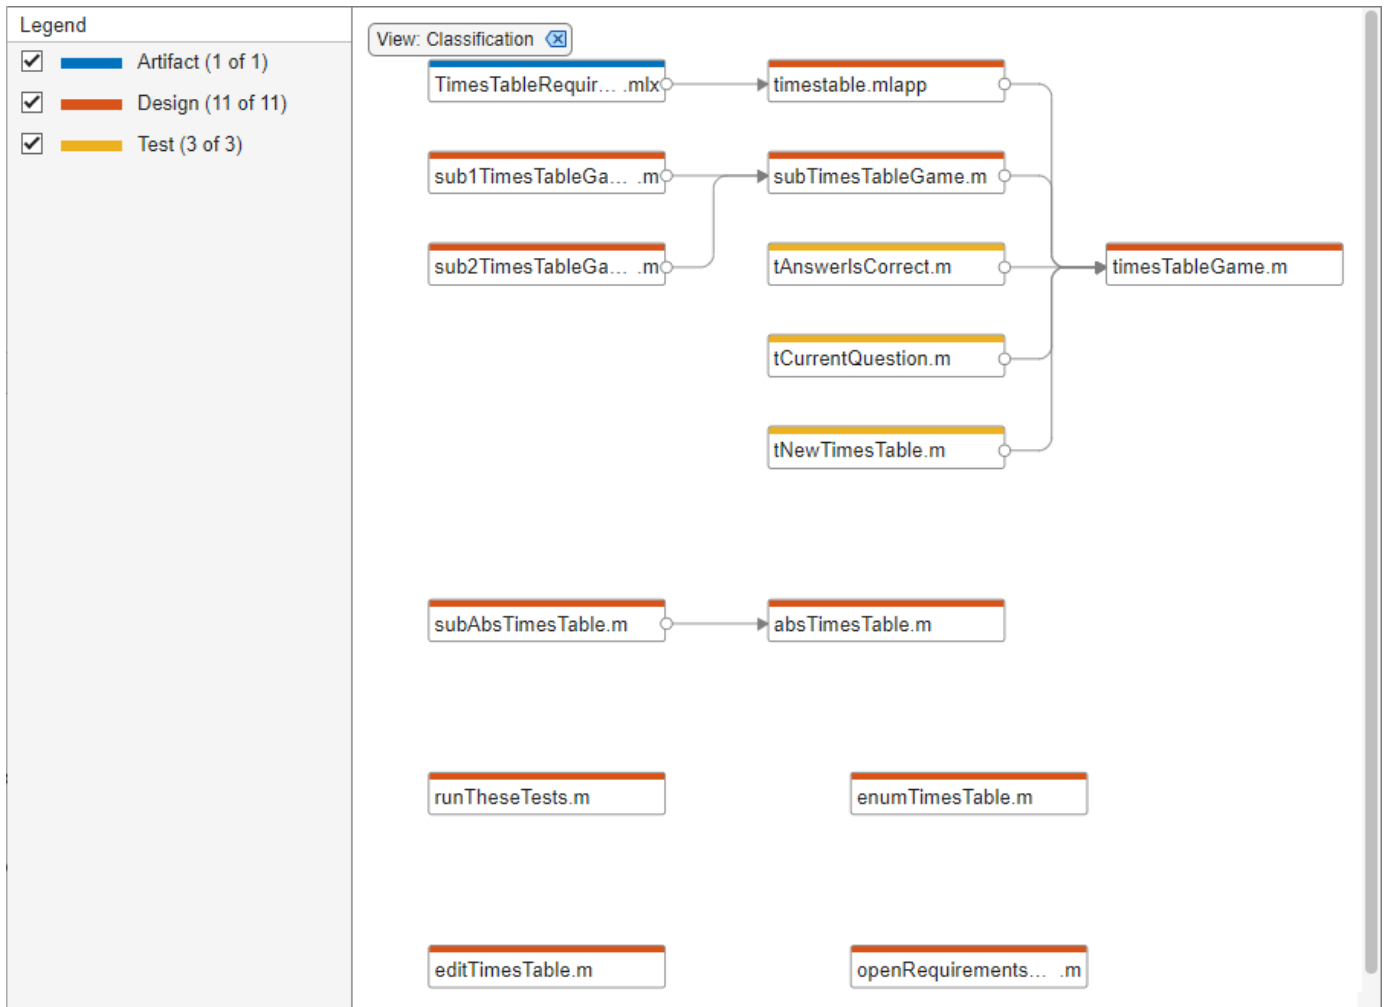 Legend
Artifact (1 of 1)
Design (11 of 11)
Test (3 of 3)
View: Classification
TimesTableRequir... .mlx
timestable.mlapp
sub1TimesTableGa... .m
subTimesTableGame.m
sub2TimesTableGa... .m
tAnswerIsCorrect.m
timesTableGame.m
tCurrentQuestion.m
tNewTimesTable.m
subAbsTimesTable.m
absTimesTable.m
runTheseTests.m
enumTimesTable.m
editTimesTable.m
openRequirements... .m